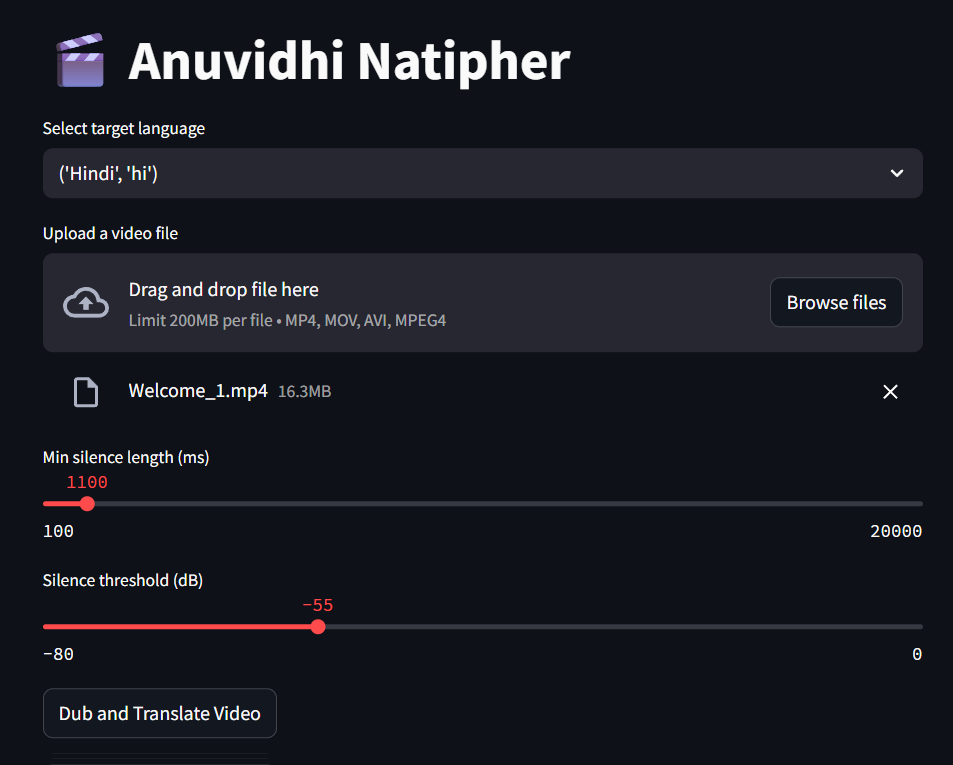 Anuvidhi Natipher
Select target language
('Hindi', 'hi')
Upload a video file
Drag and drop file here
Limit 200MB per file • MP4, MOV, AVI, MPEG4
Browse files
Welcome_1.mp4 16.3MB
Min silence length (ms)
1100
100 20000
Silence threshold (dB)
-55
-80 0
Dub and Translate Video